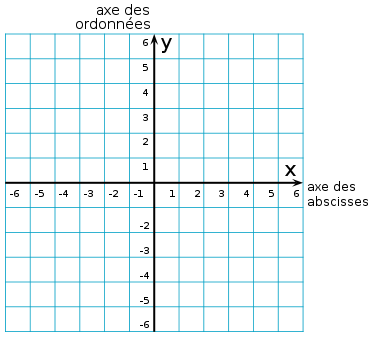 axe des
ordonnées
6 y
5
4
3
2
1
x
-6 -5 -4 -3 -2 -1 1 2 3 4 5 6
axe des
abscisses
-2
-3
-4
-5
-6